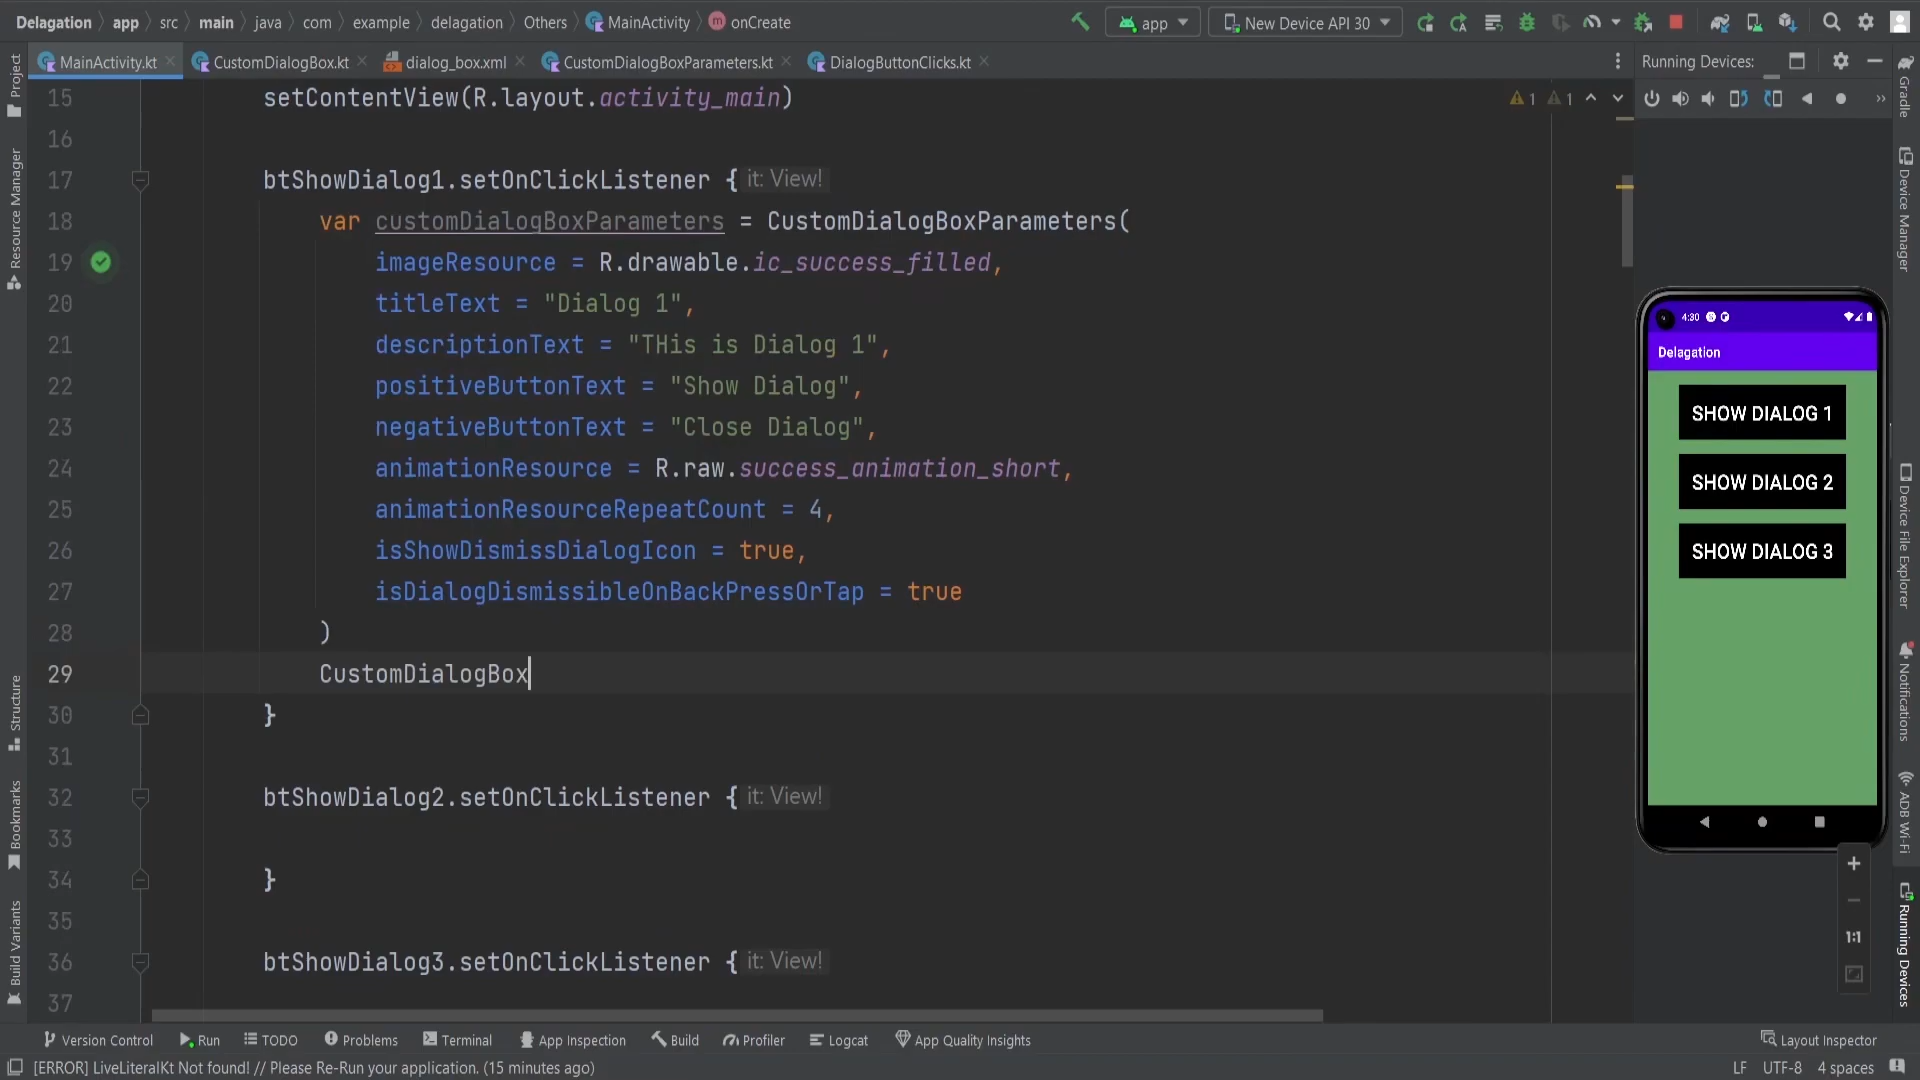 Delagation app src main java com example delagation Others MainActivity onCreate app New Device API 30
MainActivity.kt CustomDialogBox.kt dialog_box.xml CustomDialogBoxParameters.kt DialogButtonClicks.kt Running Devices:
15 setContentView(R.layout.activity_main) 1 1
16
17 btShowDialog1.setOnClickListener { it: View!
18 var customDialogBoxParameters = CustomDialogBoxParameters(
19 imageResource = R.drawable.ic_success_filled,
20 titleText = "Dialog 1",
21 descriptionText = "THis is Dialog 1",
22 positiveButtonText = "Show Dialog",
23 negativeButtonText = "Close Dialog",
24 animationResource = R.raw.success_animation_short,
25 animationResourceRepeatCount = 4,
26 isShowDismissDialogIcon = true,
27 isDialogDismissibleOnBackPressOrTap = true
28 )
29 CustomDialogBox
30 }
31
32 btShowDialog2.setOnClickListener { it: View!
33
34 }
35
36 btShowDialog3.setOnClickListener { it: View!
37
Project
Resource Manager
Structure
Bookmarks
Build Variants
4:30
Delagation
SHOW DIALOG 1
SHOW DIALOG 2
SHOW DIALOG 3
1:1
Gradle
Device Manager
Device File Explorer
Notifications
ADB Wi-Fi
Running Devices
Version Control Run TODO Problems Terminal App Inspection Build Profiler Logcat App Quality Insights Layout Inspector
[ERROR] LiveLiteralKt Not found! // Please Re-Run your application. (15 minutes ago) LF UTF-8 4 spaces